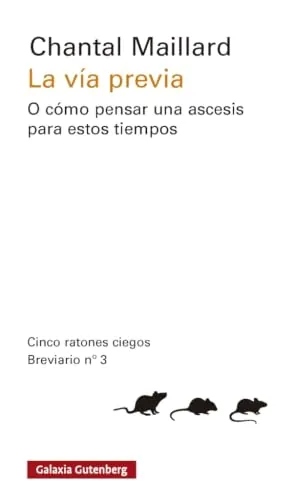 Chantal Maillard
La vía previa
O cómo pensar una ascesis
para estos tiempos
Cinco ratones ciegos
Breviario nº 3
Galaxia Gutenberg